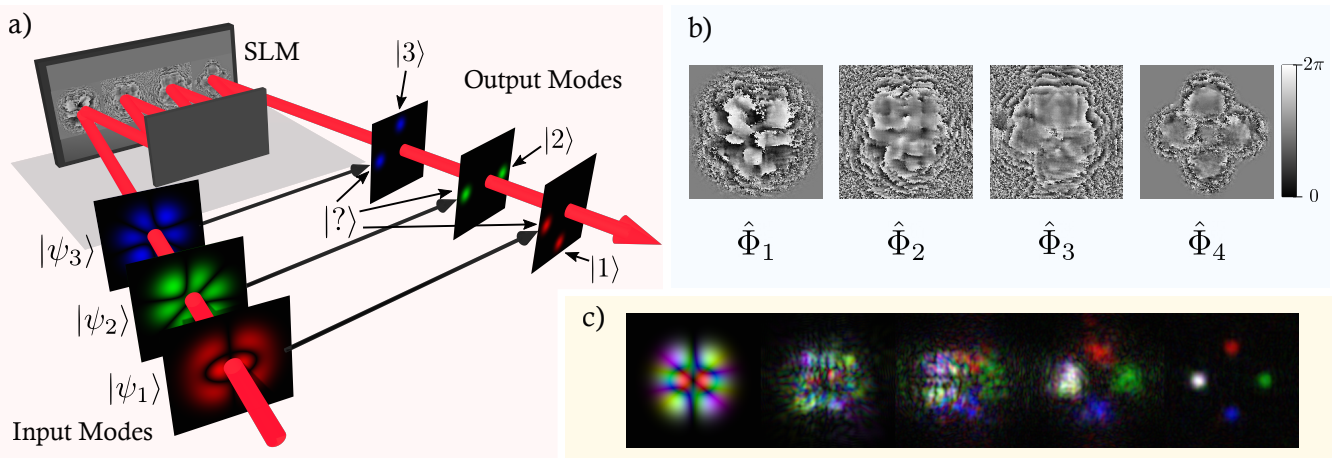 a)
SLM
|3⟩
Output Modes
|2⟩
|?⟩
|1⟩
|ψ₃⟩
|ψ₂⟩
|ψ₁⟩
Input Modes
b)
2π
0
Φ̂₁ Φ̂₂ Φ̂₃ Φ̂₄
c)